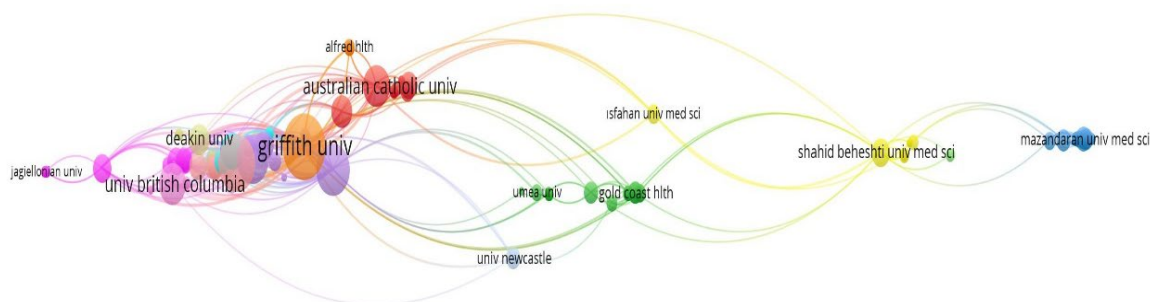 alfred hlth
australian catholic univ
ısfahan univ med sci
deakin univ
griffith univ
shahid beheshti univ med sci
mazandaran univ med sci
jagiellonian univ
univ british columbia
umea univ
gold coast hlth
univ newcastle